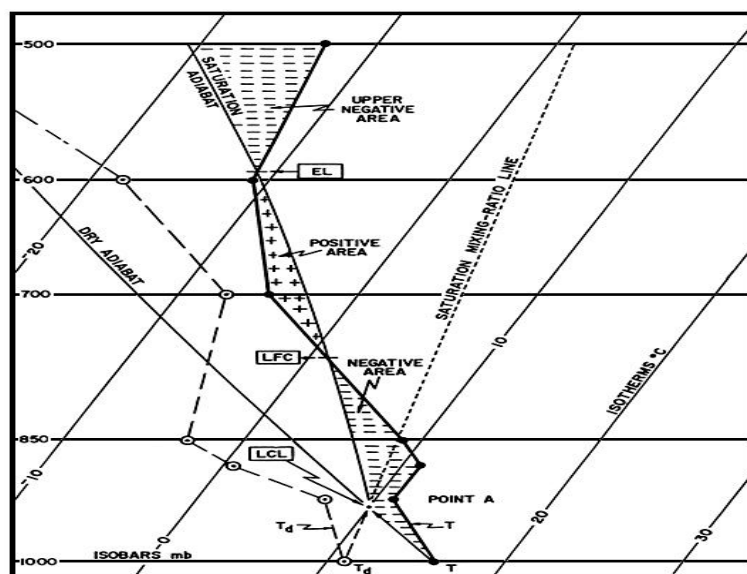 500
SATURATION
ADIABAT
UPPER
NEGATIVE
AREA
EL
600
-20
DRY ADIABAT
POSITIVE
AREA
SATURATION MIXING-RATIO LINE
700
LFC
NEGATIVE
AREA
10
ISOTHERMS °C
850
LCL
-10
0
Td
POINT A
T
20
30
1000
ISOBARS mb
Td
T